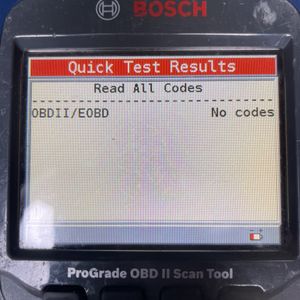 BOSCH
Quick Test Results
Read All Codes
OBDII/EOBD No codes
ProGrade OBD II Scan Tool